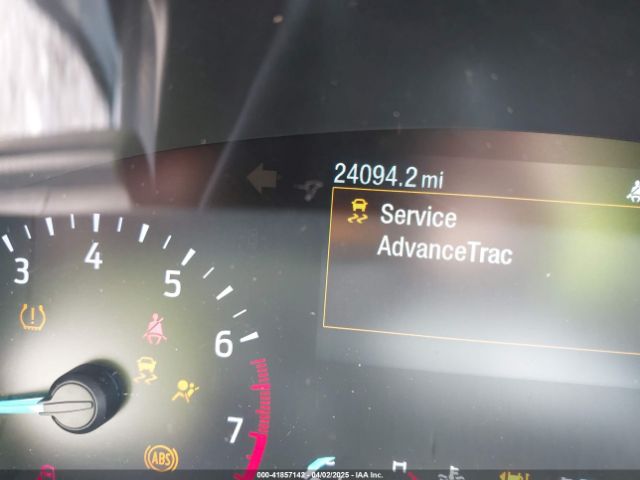 24094.2 mi
Service
AdvanceTrac
3
4
5
6
7
ABS
000-41857142 - 04/02/2025 - IAA Inc.